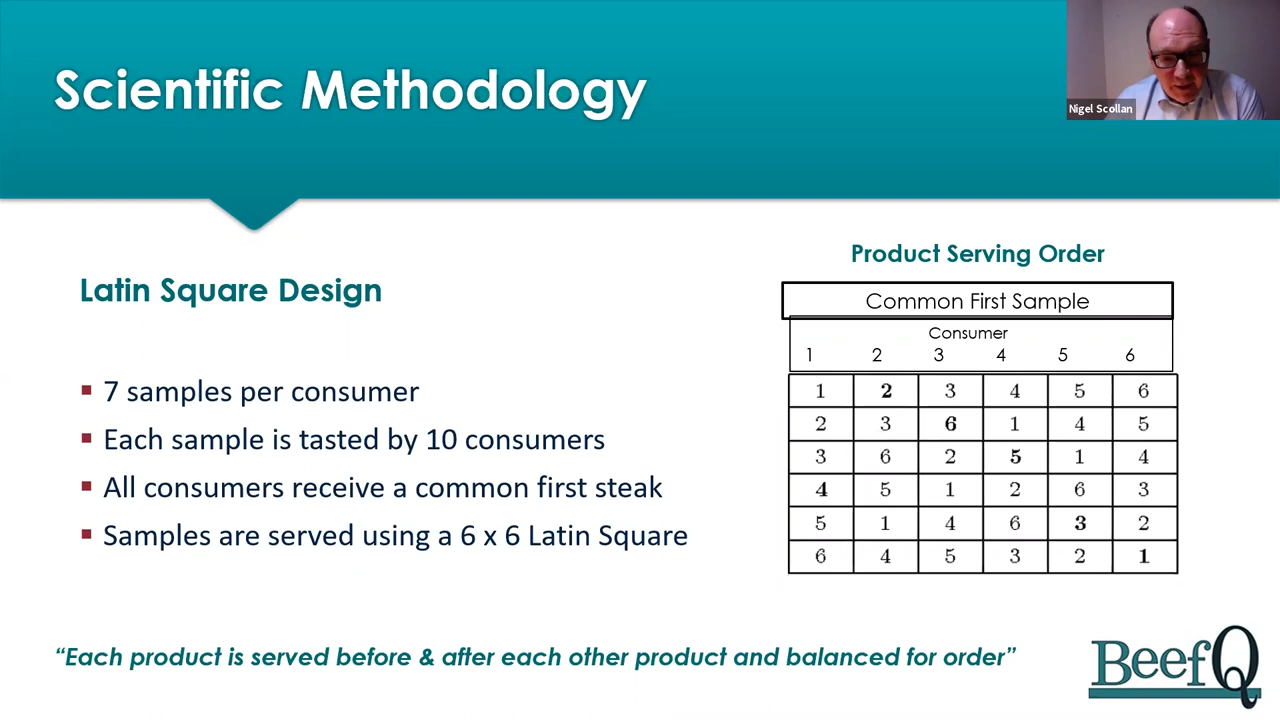 Scientific Methodology
Nigel Scollan
Latin Square Design
▪ 7 samples per consumer
▪ Each sample is tasted by 10 consumers
▪ All consumers receive a common first steak
▪ Samples are served using a 6 x 6 Latin Square
Product Serving Order
Common First Sample
Consumer
1 2 3 4 5 6
1 2 3 4 5 6
2 3 6 1 4 5
3 6 2 5 1 4
4 5 1 2 6 3
5 1 4 6 3 2
6 4 5 3 2 1
“Each product is served before & after each other product and balanced for order”
BeefQ